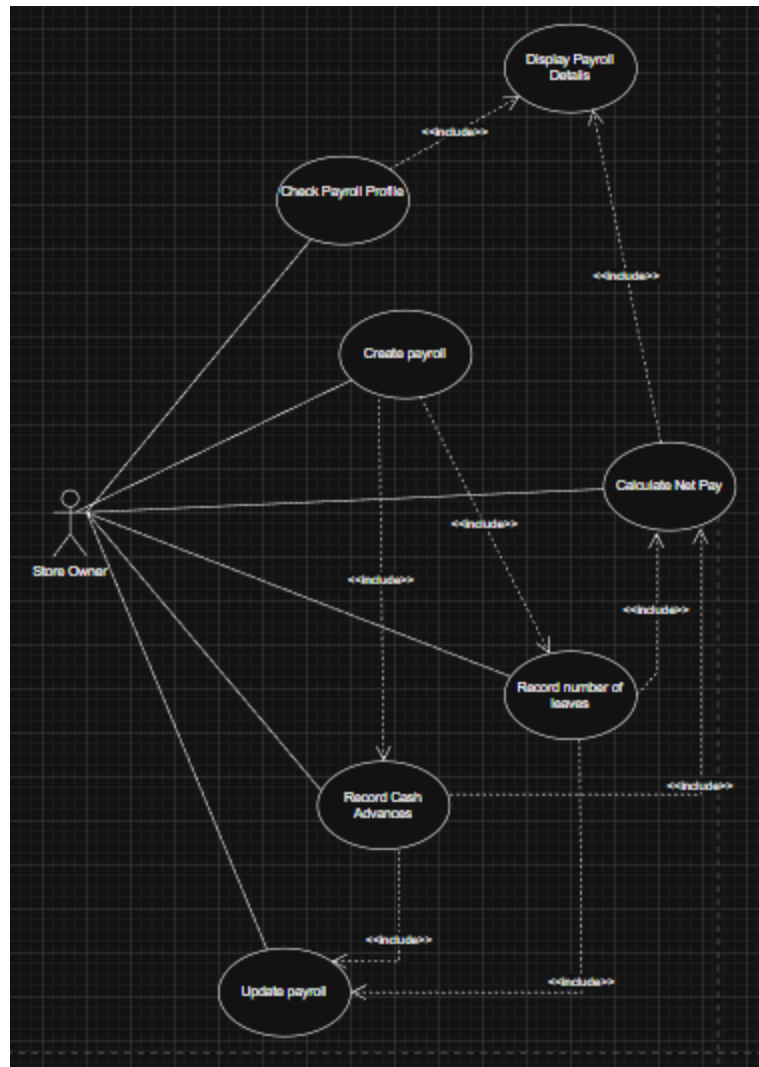 Display Payroll
Details
<<include>>
Check Payroll Profile
<<include>>
Create payroll
Calculate Net Pay
<<include>>
Store Owner
<<include>>
<<include>>
Record number of
leaves
<<include>>
Record Cash
Advances
<<include>>
Update payroll
<<include>>